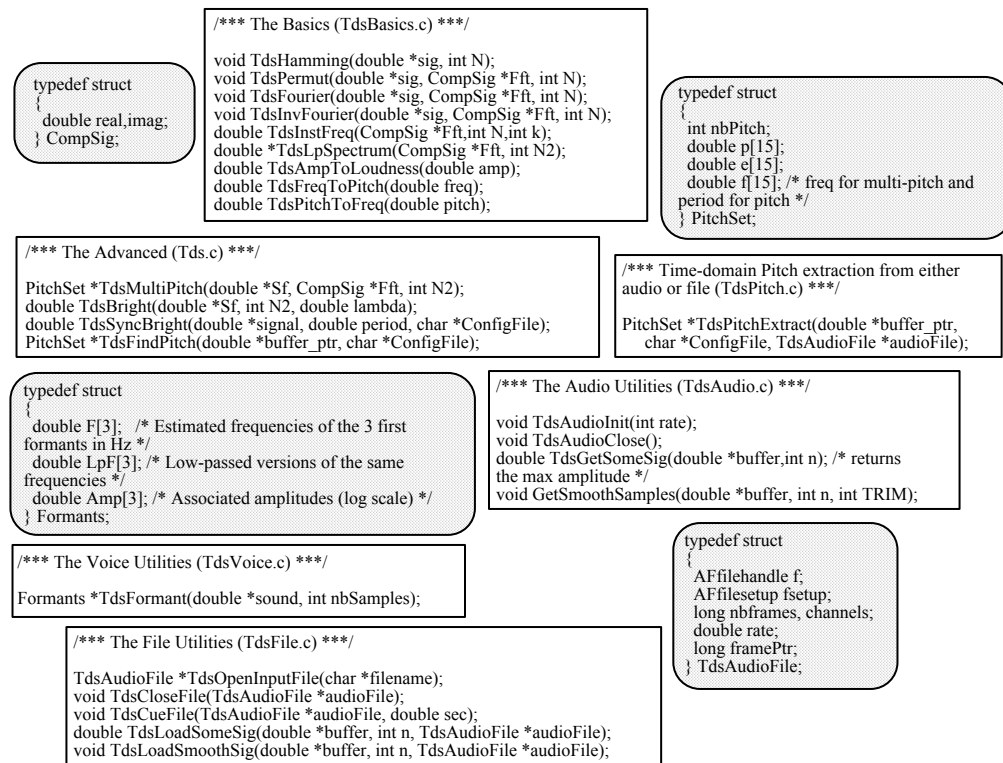 /*** The Basics (TdsBasics.c) ***/
void TdsHamming(double *sig, int N);
void TdsPermut(double *sig, CompSig *Fft, int N);
void TdsFourier(double *sig, CompSig *Fft, int N);
void TdsInvFourier(double *sig, CompSig *Fft, int N);
double TdsInstFreq(CompSig *Fft,int N,int k);
double *TdsLpSpectrum(CompSig *Fft, int N2);
double TdsAmpToLoudness(double amp);
double TdsFreqToPitch(double freq);
double TdsPitchToFreq(double pitch);
typedef struct
{
double real,imag;
} CompSig;
typedef struct
{
int nbPitch;
double p[15];
double e[15];
double f[15]; /* freq for multi-pitch and
period for pitch */
} PitchSet;
/*** The Advanced (Tds.c) ***/
PitchSet *TdsMultiPitch(double *Sf, CompSig *Fft, int N2);
double TdsBright(double *Sf, int N2, double lambda);
double TdsSyncBright(double *signal, double period, char *ConfigFile);
PitchSet *TdsFindPitch(double *buffer_ptr, char *ConfigFile);
/*** Time-domain Pitch extraction from either
audio or file (TdsPitch.c) ***/
PitchSet *TdsPitchExtract(double *buffer_ptr,
char *ConfigFile, TdsAudioFile *audioFile);
typedef struct
{
double F[3]; /* Estimated frequencies of the 3 first
formants in Hz */
double LpF[3]; /* Low-passed versions of the same
frequencies */
double Amp[3]; /* Associated amplitudes (log scale) */
} Formants;
/*** The Audio Utilities (TdsAudio.c) ***/
void TdsAudioInit(int rate);
void TdsAudioClose();
double TdsGetSomeSig(double *buffer,int n); /* returns
the max amplitude */
void GetSmoothSamples(double *buffer, int n, int TRIM);
/*** The Voice Utilities (TdsVoice.c) ***/
Formants *TdsFormant(double *sound, int nbSamples);
typedef struct
{
AFfilehandle f;
AFfilesetup fsetup;
long nbframes, channels;
double rate;
long framePtr;
} TdsAudioFile;
/*** The File Utilities (TdsFile.c) ***/
TdsAudioFile *TdsOpenInputFile(char *filename);
void TdsCloseFile(TdsAudioFile *audioFile);
void TdsCueFile(TdsAudioFile *audioFile, double sec);
double TdsLoadSomeSig(double *buffer, int n, TdsAudioFile *audioFile);
void TdsLoadSmoothSig(double *buffer, int n, TdsAudioFile *audioFile);